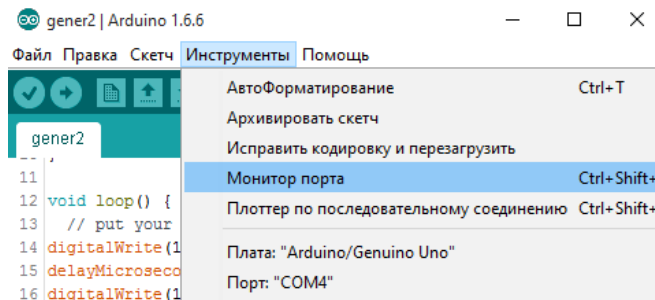 gener2 | Arduino 1.6.6
Файл Правка Скетч Инструменты Помощь
АвтоФорматирование Ctrl+T
Архивировать скетч
Исправить кодировку и перезагрузить
Монитор порта Ctrl+Shift+
Плоттер по последовательному соединению Ctrl+Shift+
Плата: "Arduino/Genuino Uno"
Порт: "COM4"
gener2
11
12 void loop() {
13 // put your
14 digitalWrite(1
15 delayMicroseco
16 digitalWrite(1